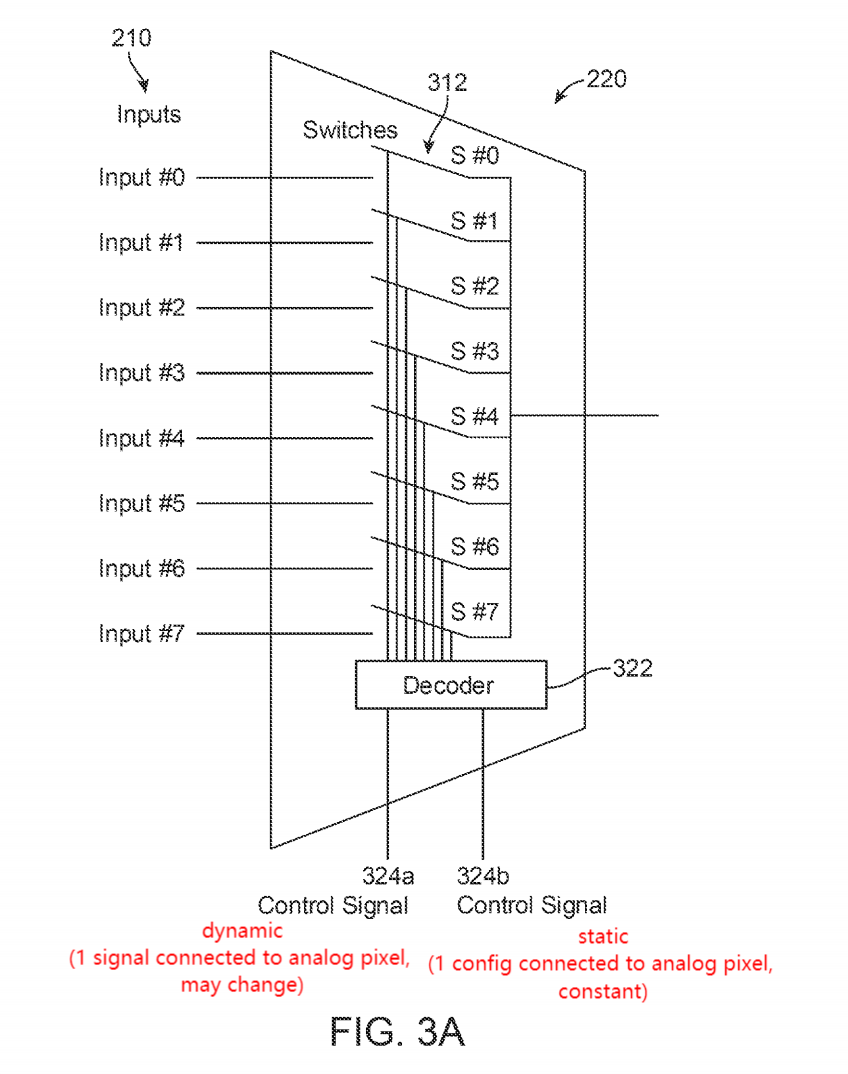 210
Inputs
312
220
Switches
S #0
Input #0
S #1
Input #1
S #2
Input #2
S #3
Input #3
S #4
Input #4
S #5
Input #5
S #6
Input #6
S #7
Input #7
Decoder
322
324a
324b
Control Signal
Control Signal
dynamic
(1 signal connected to analog pixel,
may change)
static
(1 config connected to analog pixel,
constant)
FIG. 3A